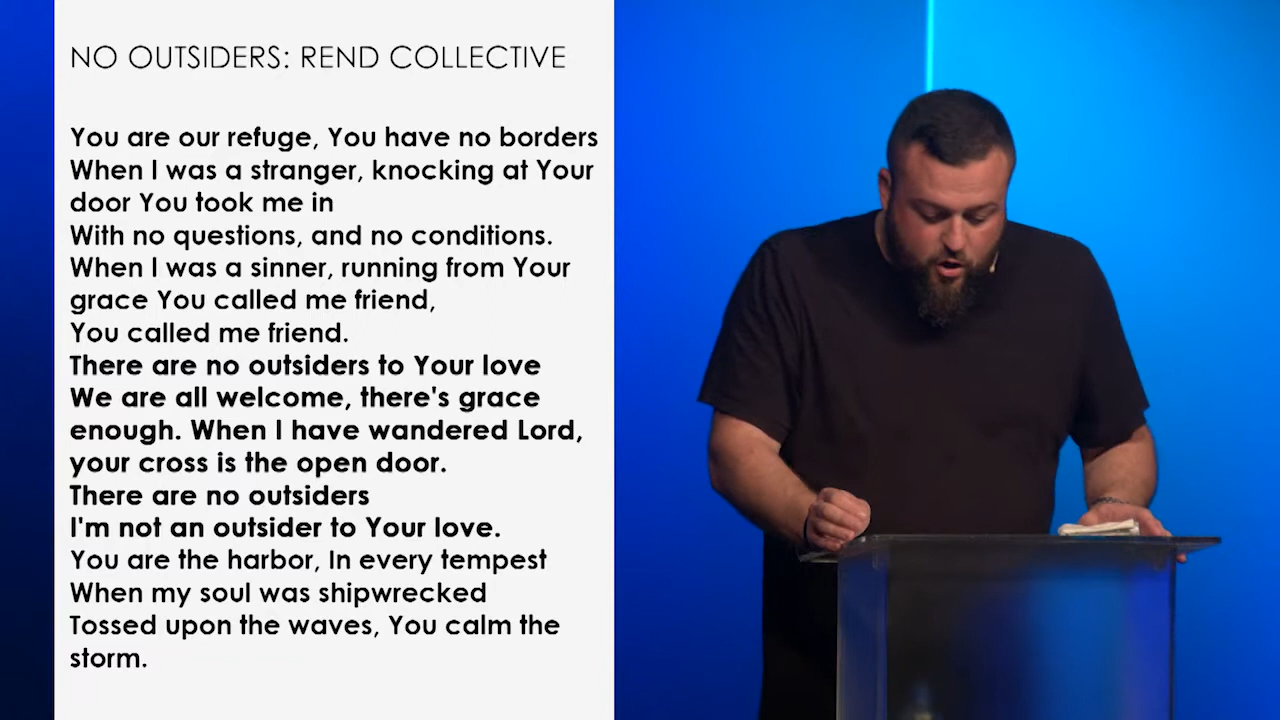 NO OUTSIDERS: REND COLLECTIVE
You are our refuge, You have no borders
When I was a stranger, knocking at Your
door You took me in
With no questions, and no conditions.
When I was a sinner, running from Your
grace You called me friend,
You called me friend.
There are no outsiders to Your love
We are all welcome, there's grace
enough. When I have wandered Lord,
your cross is the open door.
There are no outsiders
I'm not an outsider to Your love.
You are the harbor, In every tempest
When my soul was shipwrecked
Tossed upon the waves, You calm the
storm.